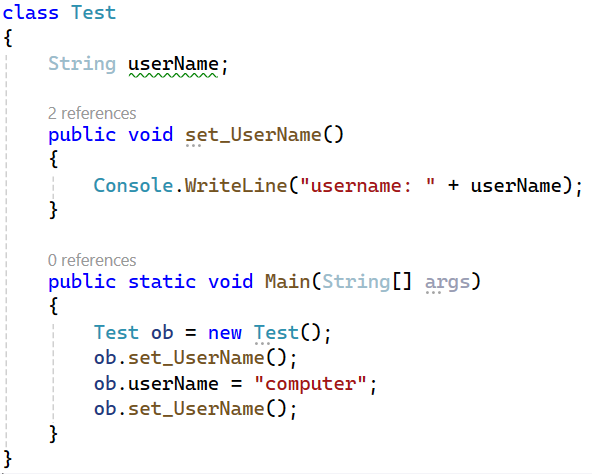 class Test
{
String userName;
2 references
public void set_UserName()
{
Console.WriteLine("username: " + userName);
}
0 references
public static void Main(String[] args)
{
Test ob = new Test();
ob.set_UserName();
ob.userName = "computer";
ob.set_UserName();
}
}